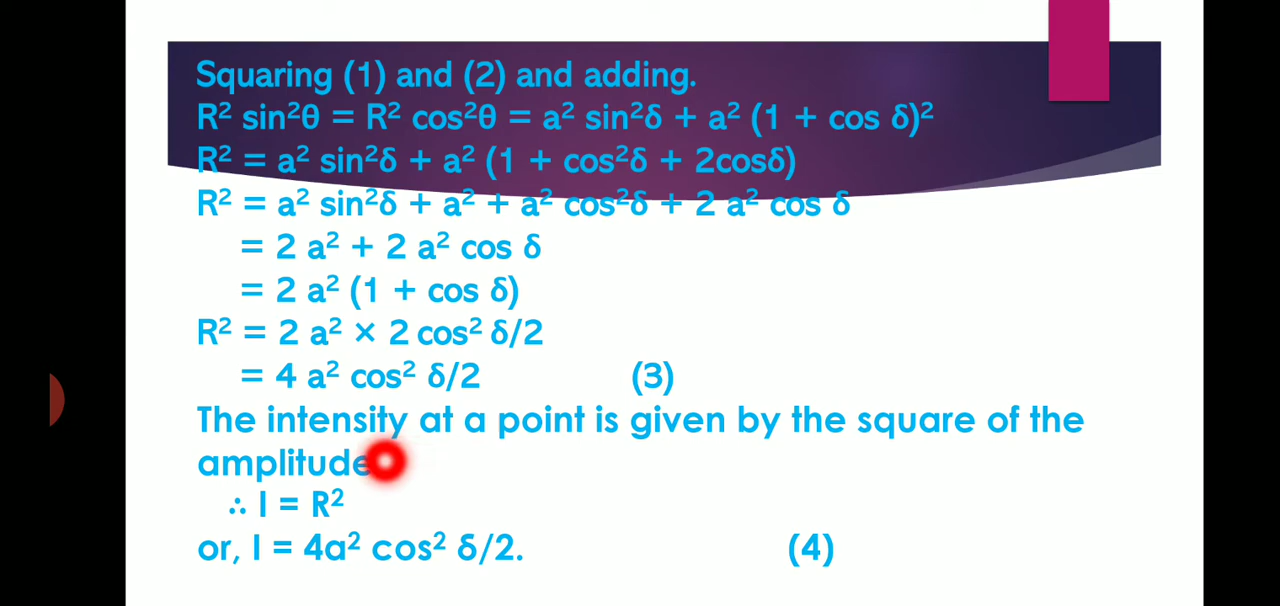 Squaring (1) and (2) and adding.
R² sin²θ = R² cos²θ = a² sin²δ + a² (1 + cos δ)²
R² = a² sin²δ + a² (1 + cos²δ + 2cosδ)
R² = a² sin²δ + a² + a² cos²δ + 2 a² cos δ
= 2 a² + 2 a² cos δ
= 2 a² (1 + cos δ)
R² = 2 a² × 2 cos² δ/2
= 4 a² cos² δ/2 (3)
The intensity at a point is given by the square of the
amplitude
∴ I = R²
or, I = 4a² cos² δ/2. (4)